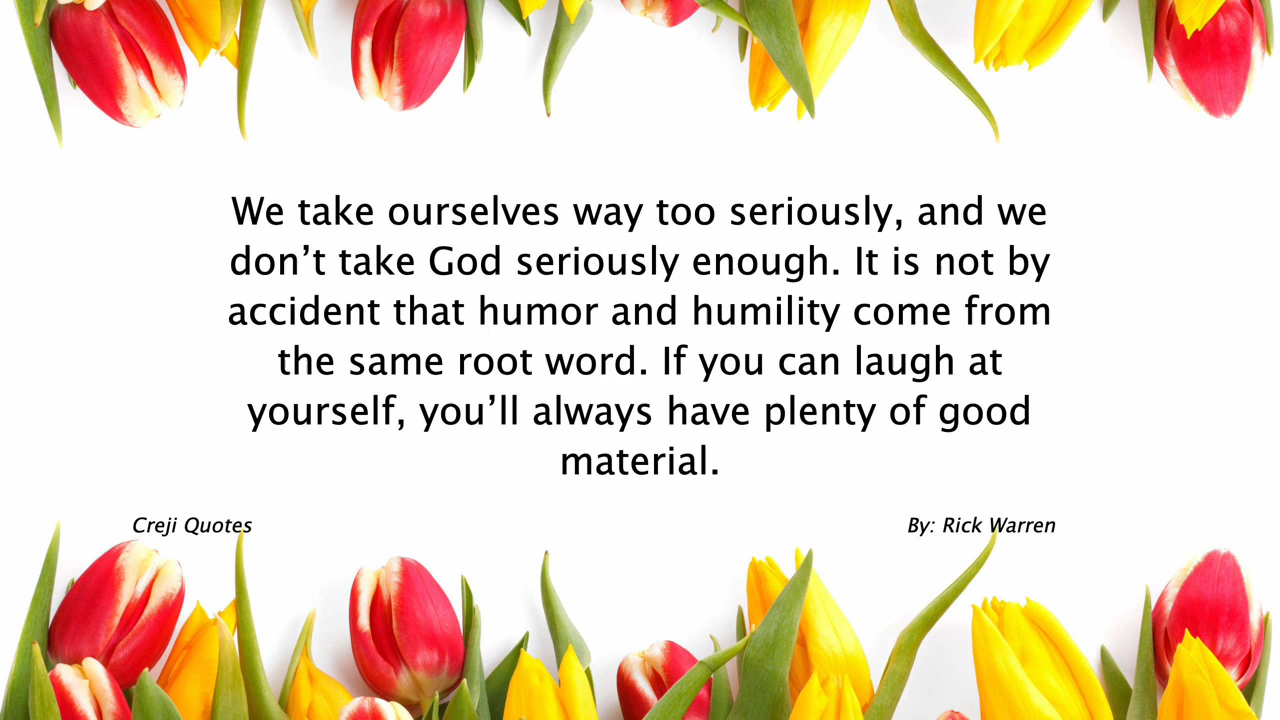 We take ourselves way too seriously, and we
don’t take God seriously enough. It is not by
accident that humor and humility come from
the same root word. If you can laugh at
yourself, you’ll always have plenty of good
material.
Creji Quotes
By: Rick Warren